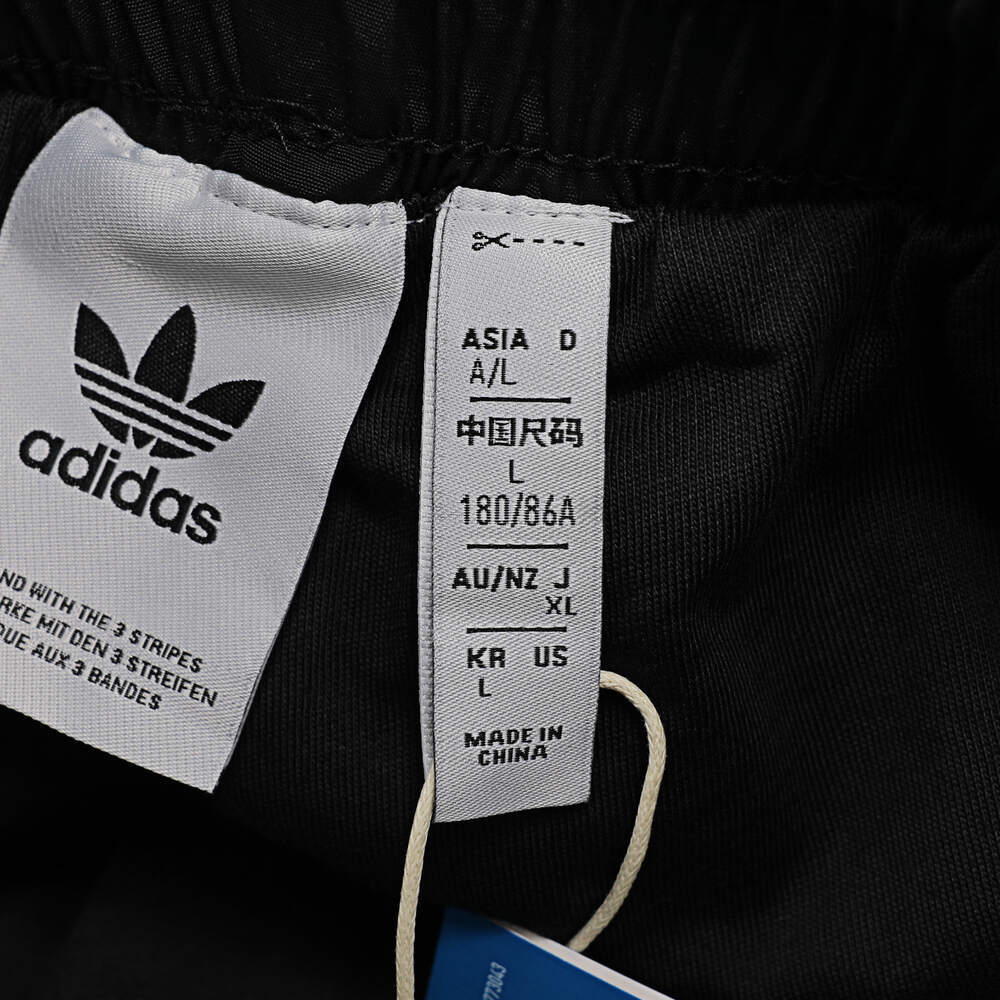 adidas
ND WITH THE 3 STRIPES
RKE MIT DEN 3 STREIFEN
QUE AUX 3 BANDES
ASIA D
A/L
中国尺码
L
180/86A
AU/NZ J
XL
KR US
L
MADE IN
CHINA
773043